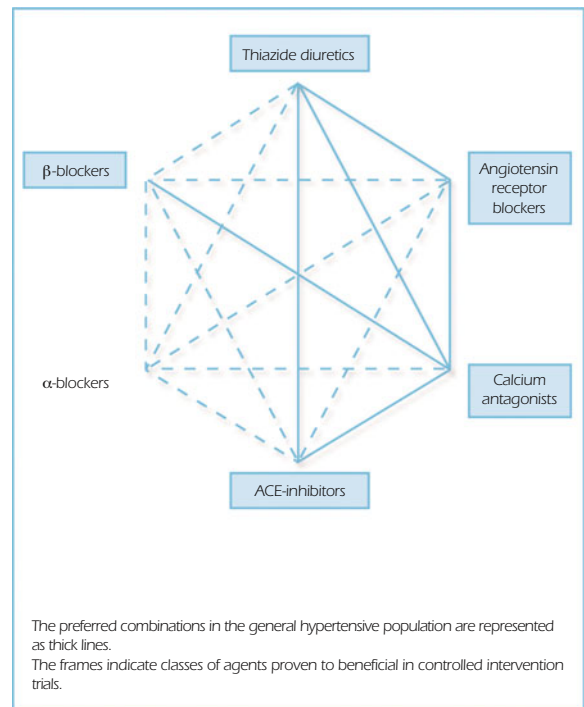 Thiazide diuretics
β-blockers
Angiotensin
receptor
blockers
α-blockers
Calcium
antagonists
ACE-inhibitors
The preferred combinations in the general hypertensive population are represented
as thick lines.
The frames indicate classes of agents proven to beneficial in controlled intervention
trials.